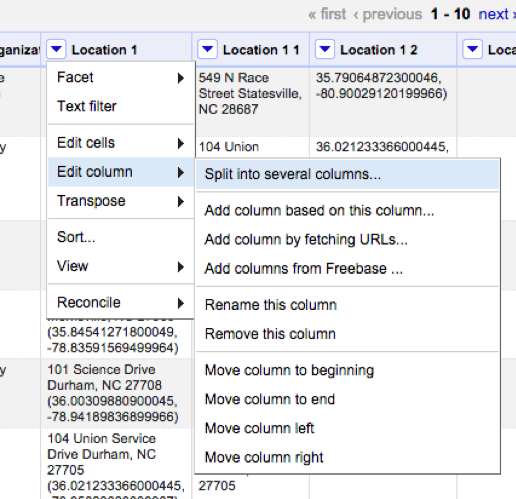 « first ‹ previous 1 - 10 next ›
Location 1
Location 1 1
Location 1 2
Facet
Text filter
Edit cells
Edit column
Transpose
Sort...
View
Reconcile
549 N Race
Street Statesville,
NC 28687
35.79064872300046,
-80.90029120199966)
104 Union
36.021233366000445,
Split into several columns...
Add column based on this column...
Add column by fetching URLs...
Add columns from Freebase ...
Rename this column
Remove this column
Move column to beginning
Move column to end
Move column left
Move column right
(35.84541271800049,
-78.83591569499964)
101 Science Drive
Durham, NC 27708
(36.00309880900045,
-78.94189836899966)
104 Union Service
Drive Durham, NC
27705
(36.0212333660004​45,
27705